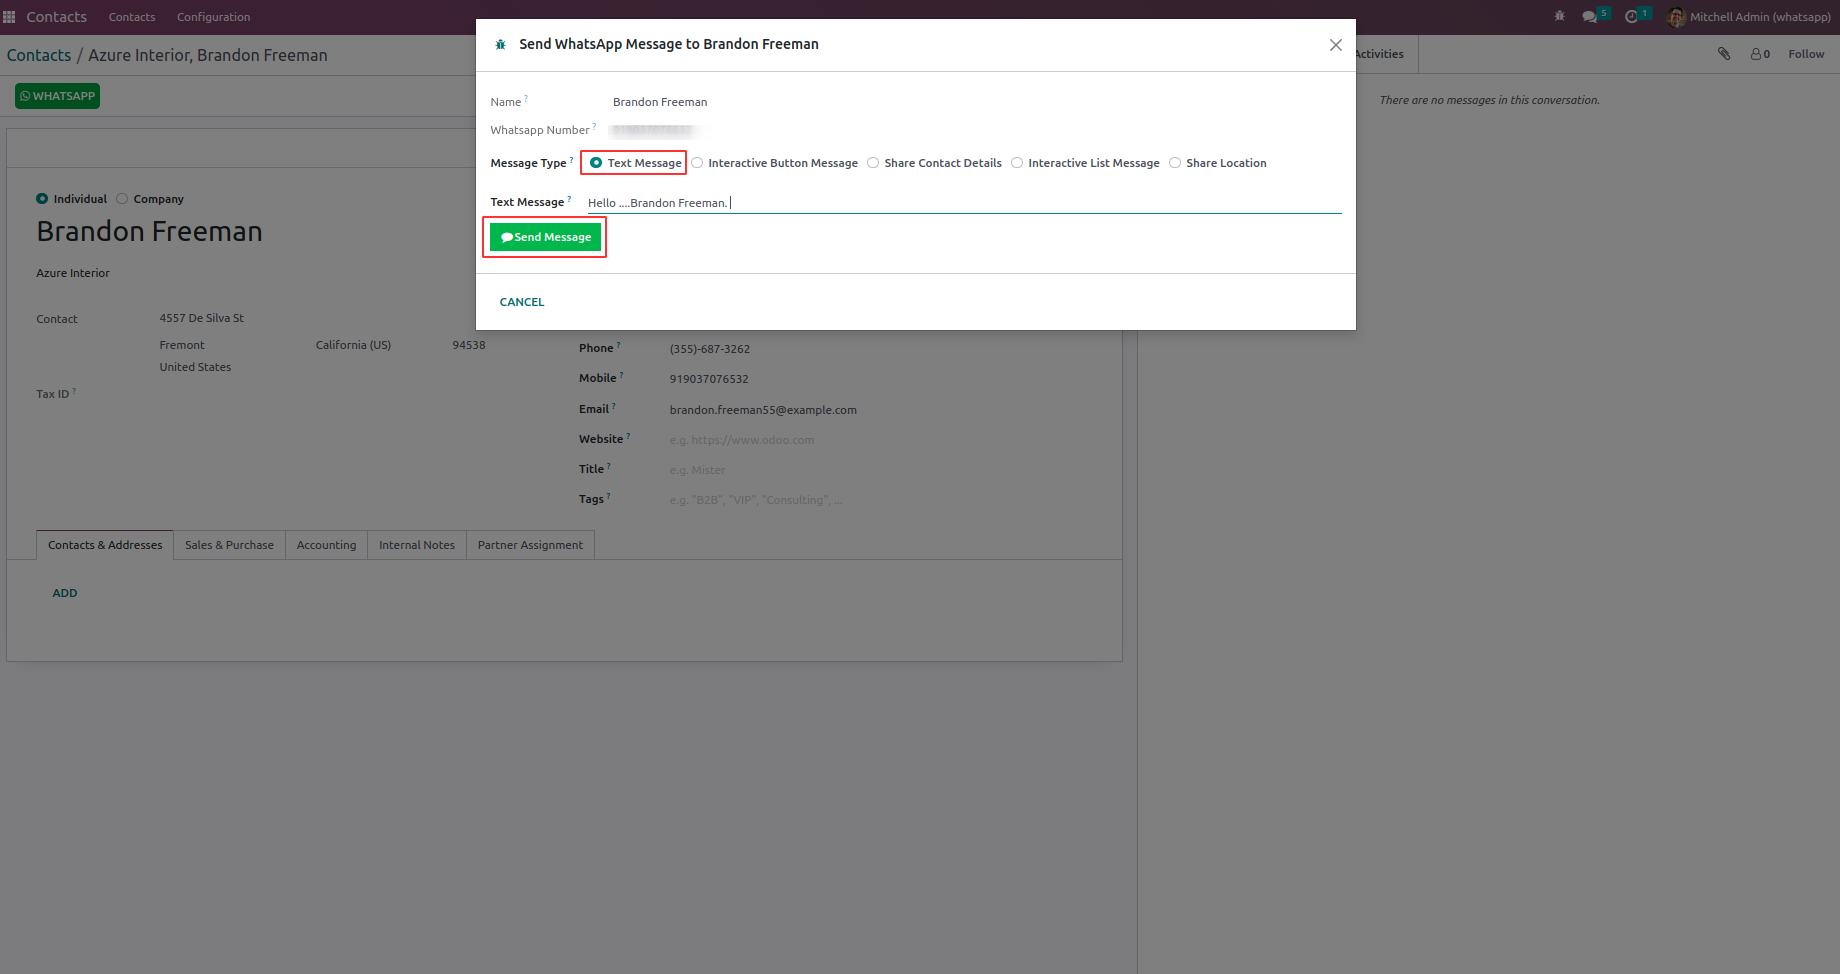 Contacts Contacts Configuration 5 1 Mitchell Admin (whatsapp)
Contacts / Azure Interior, Brandon Freeman
Activities 0 Follow
WHATSAPP
There are no messages in this conversation.
Send WhatsApp Message to Brandon Freeman
Name ? Brandon Freeman
Whatsapp Number ?
Message Type ? Text Message Interactive Button Message Share Contact Details Interactive List Message Share Location
Text Message ? Hello ....Brandon Freeman.
Send Message
CANCEL
Individual Company
Brandon Freeman
Azure Interior
Contact 4557 De Silva St
Fremont California (US) 94538
United States
Tax ID ?
Phone ? (355)-687-3262
Mobile ? 919037076532
Email ? brandon.freeman55@example.com
Website ? e.g. https://www.odoo.com
Title ? e.g. Mister
Tags ? e.g. "B2B", "VIP", "Consulting", ...
Contacts & Addresses Sales & Purchase Accounting Internal Notes Partner Assignment
ADD